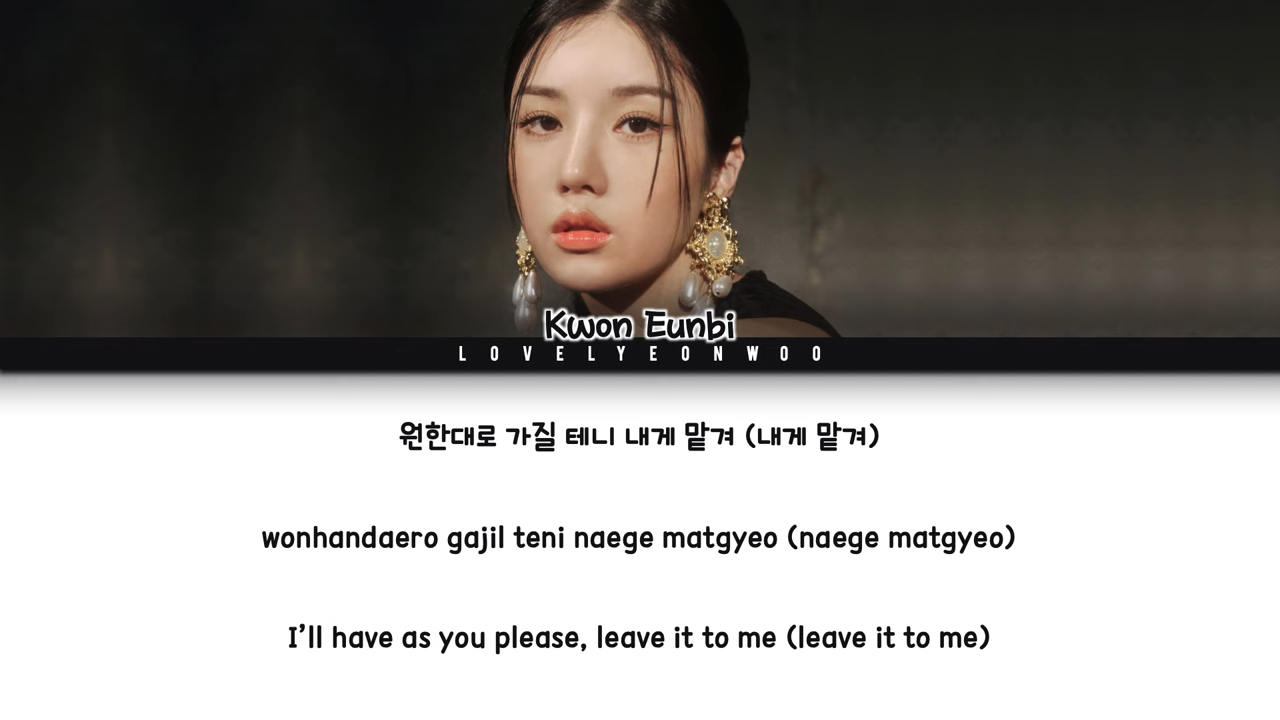 Kwon Eunbi
LOVELYEONWOO
원한대로 가질 테니 내게 맡겨 (내게 맡겨)
wonhandaero gajil teni naege matgyeo (naege matgyeo)
I’ll have as you please, leave it to me (leave it to me)